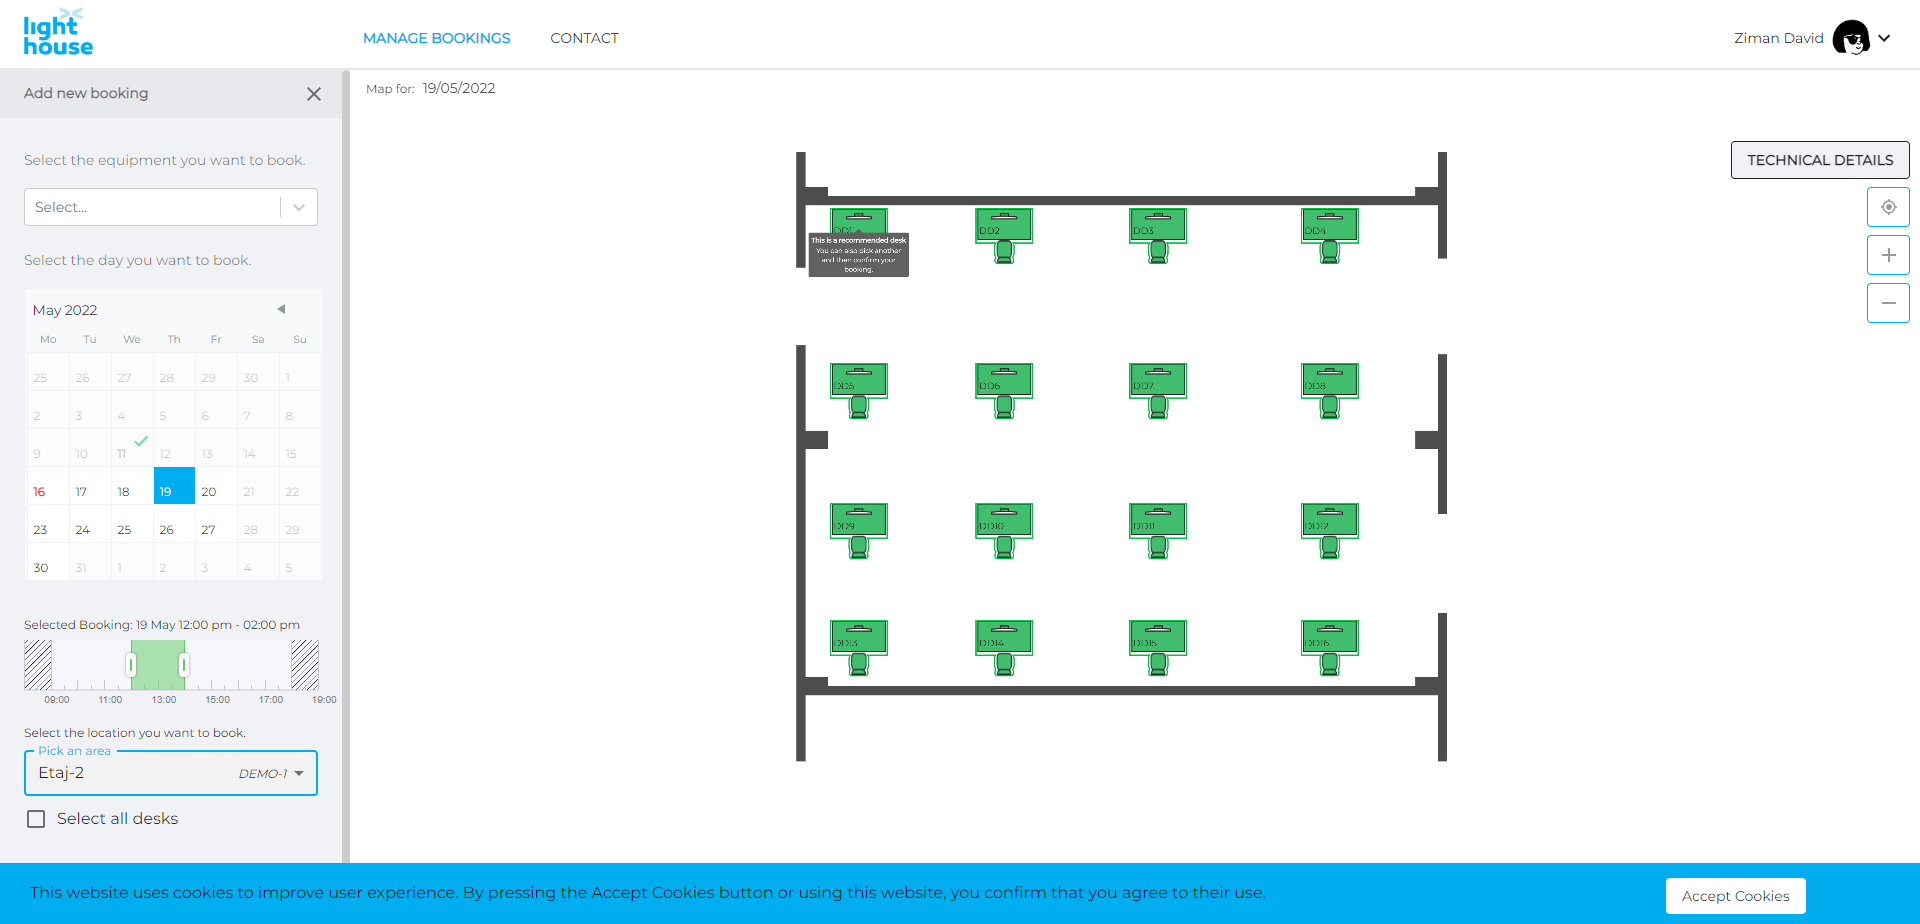 light
house
MANAGE BOOKINGS
CONTACT
Ziman David
Add new booking
Map for: 19/05/2022
TECHNICAL DETAILS
Select the equipment you want to book.
Select...
Select the day you want to book.
May 2022
Mo Tu We Th Fr Sa Su
25 26 27 28 29 30 1
2 3 4 5 6 7 8
9 10 11 12 13 14 15
16 17 18 19 20 21 22
23 24 25 26 27 28 29
30 31 1 2 3 4 5
Selected Booking: 19 May 12:00 pm - 02:00 pm
09:00 11:00 13:00 15:00 17:00 19:00
Select the location you want to book.
Pick an area
Etaj-2 DEMO-1
Select all desks
DD1 DD2 DD3 DD4
This is a recommended desk
You can also pick another
and then confirm your
booking.
DD5 DD6 DD7 DD8
DD9 DD10 DD11 DD12
DD13 DD14 DD15 DD16
This website uses cookies to improve user experience. By pressing the Accept Cookies button or using this website, you confirm that you agree to their use.
Accept Cookies